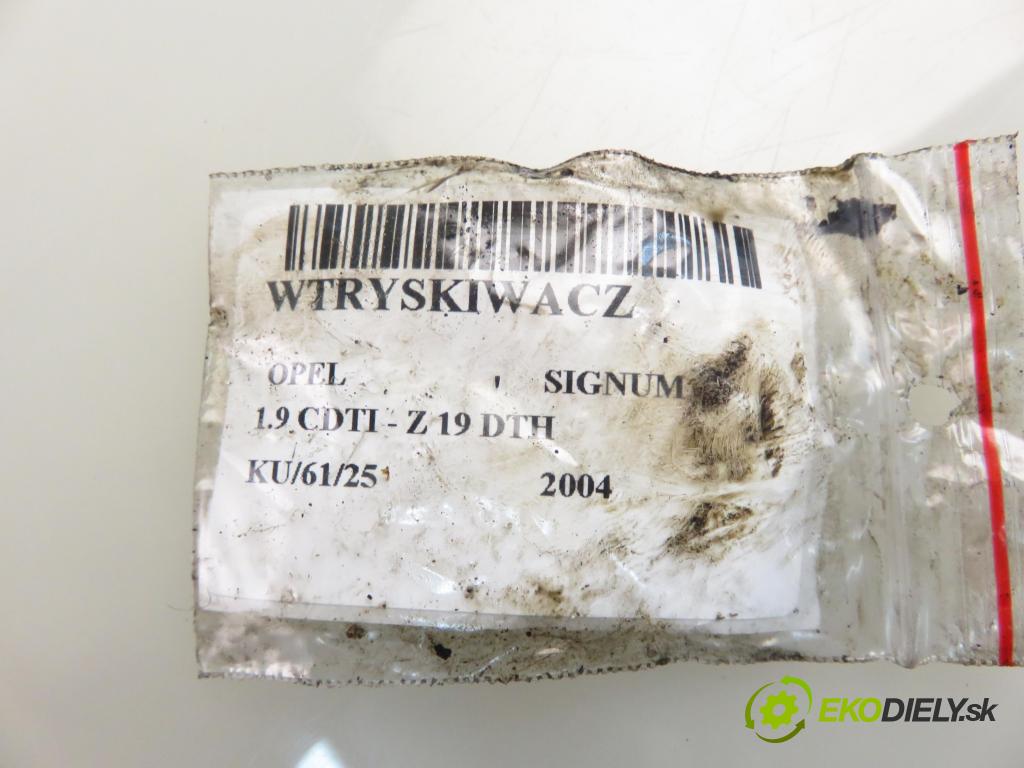 WTRYSKIWACZ
OPEL SIGNUM
1.9 CDTI - Z 19 DTH
KU/61/25 2004
EKODIELY.sk